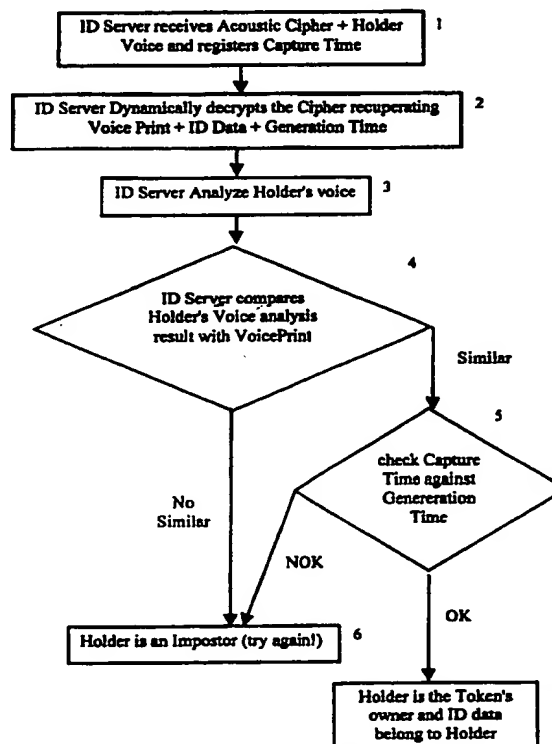 ID Server receives Acoustic Cipher + Holder
Voice and registers Capture Time
1
ID Server Dynamically decrypts the Cipher recuperating
Voice Print + ID Data + Generation Time
2
ID Server Analyze Holder's voice
3
4
ID Server compares
Holder's Voice analysis
result with VoicePrint
Similar
5
check Capture
Time against
Genereration
Time
No
Similar
NOK
OK
Holder is an Impostor (try again!)
6
Holder is the Token's
owner and ID data
belong to Holder